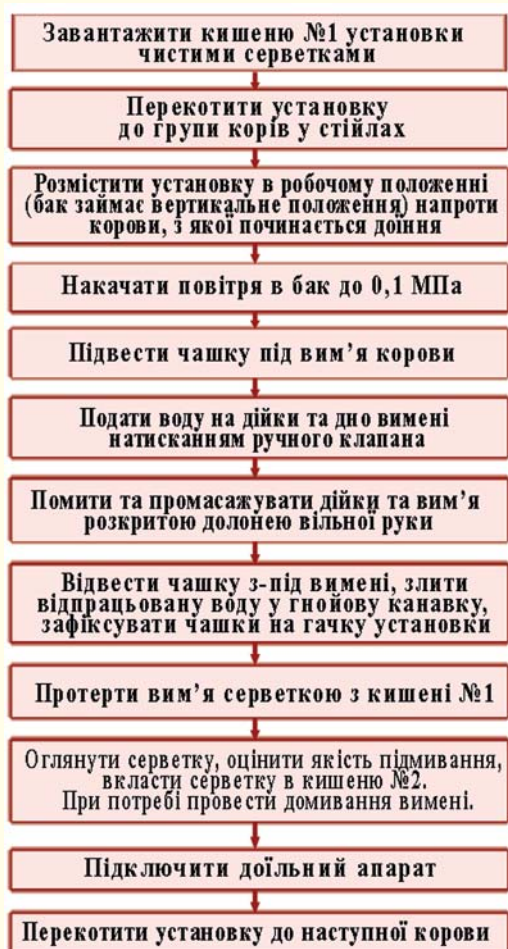 Завантажити кишеню №1 установки
чистими серветками
Перекотити установку
до групи корів у стійлах
Розмістити установку в робочому положенні
(бак займає вертикальне положення) напроти
корови, з якої починається доїння
Накачати повітря в бак до 0,1 МПа
Підвести чашку під вим’я корови
Подати воду на дійки та дно вимені
натисканням ручного клапана
Помити та промасажувати дійки та вим’я
розкритою долонею вільної руки
Відвести чашку з-під вимені, злити
відпрацьовану воду у гнойову канавку,
зафіксувати чашки на гачку установки
Протерти вим’я серветкою з кишені №1
Оглянути серветку, оцінити якість підмивання,
вкласти серветку в кишеню №2.
При потребі провести домивання вимені.
Підключити доїльний апарат
Перекотити установку до наступної корови